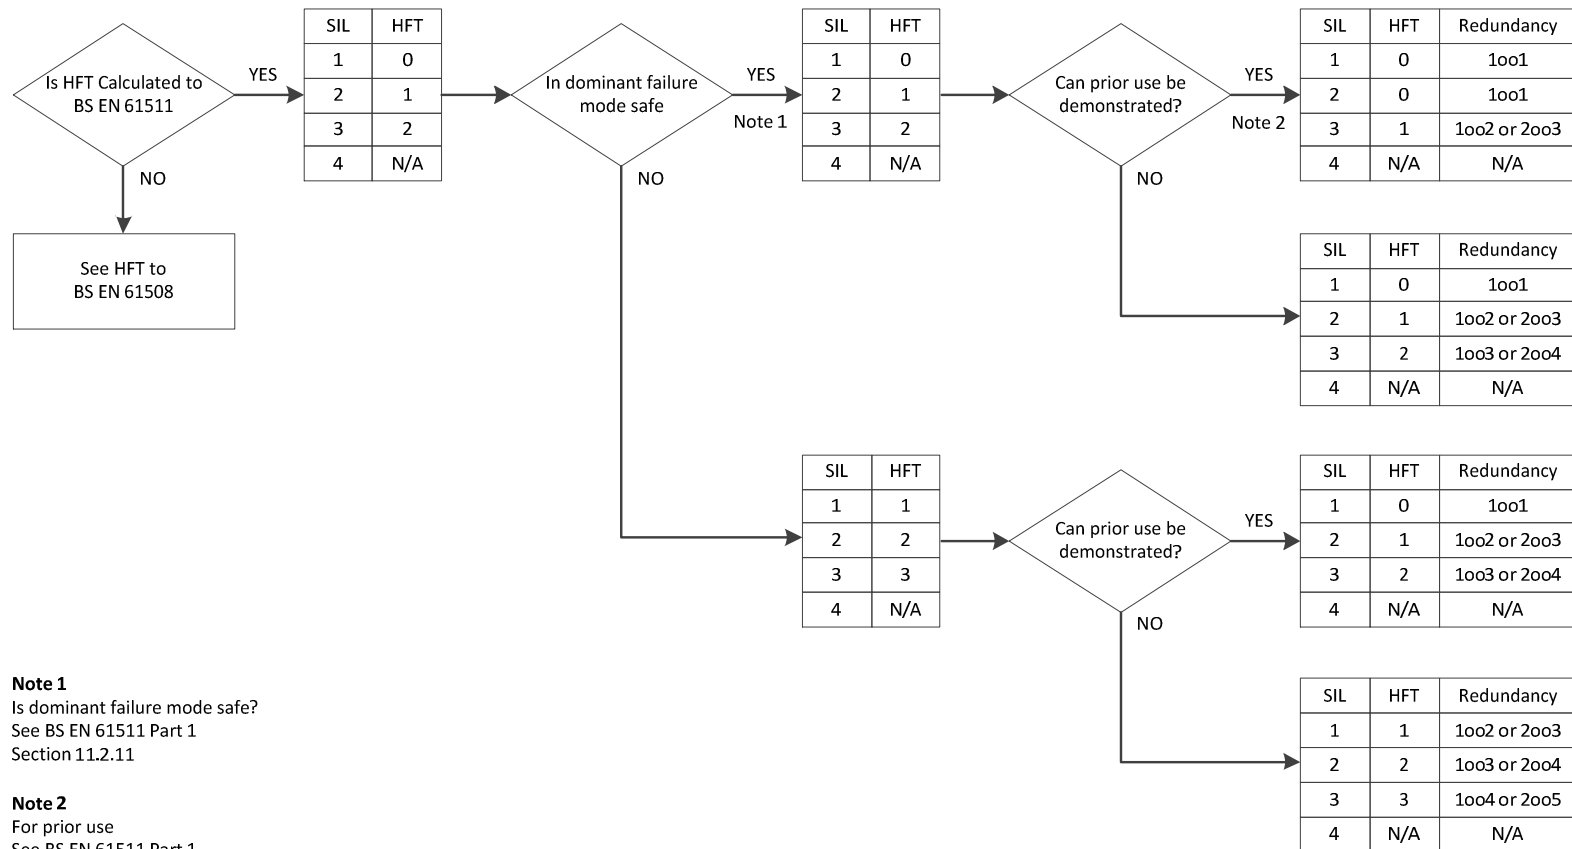 Is HFT Calculated to
BS EN 61511
YES
NO
See HFT to
BS EN 61508
SIL HFT
1 0
2 1
3 2
4 N/A
In dominant failure
mode safe
YES
Note 1
NO
SIL HFT
1 0
2 1
3 2
4 N/A
Can prior use be
demonstrated?
YES
Note 2
NO
SIL HFT Redundancy
1 0 1oo1
2 0 1oo1
3 1 1oo2 or 2oo3
4 N/A N/A
SIL HFT Redundancy
1 0 1oo1
2 1 1oo2 or 2oo3
3 2 1oo3 or 2oo4
4 N/A N/A
SIL HFT
1 1
2 2
3 3
4 N/A
Can prior use be
demonstrated?
YES
NO
SIL HFT Redundancy
1 0 1oo1
2 1 1oo2 or 2oo3
3 2 1oo3 or 2oo4
4 N/A N/A
SIL HFT Redundancy
1 1 1oo2 or 2oo3
2 2 1oo3 or 2oo4
3 3 1oo4 or 2oo5
4 N/A N/A
Note 1
Is dominant failure mode safe?
See BS EN 61511 Part 1
Section 11.2.11
Note 2
For prior use
See BS EN 61511 Part 1